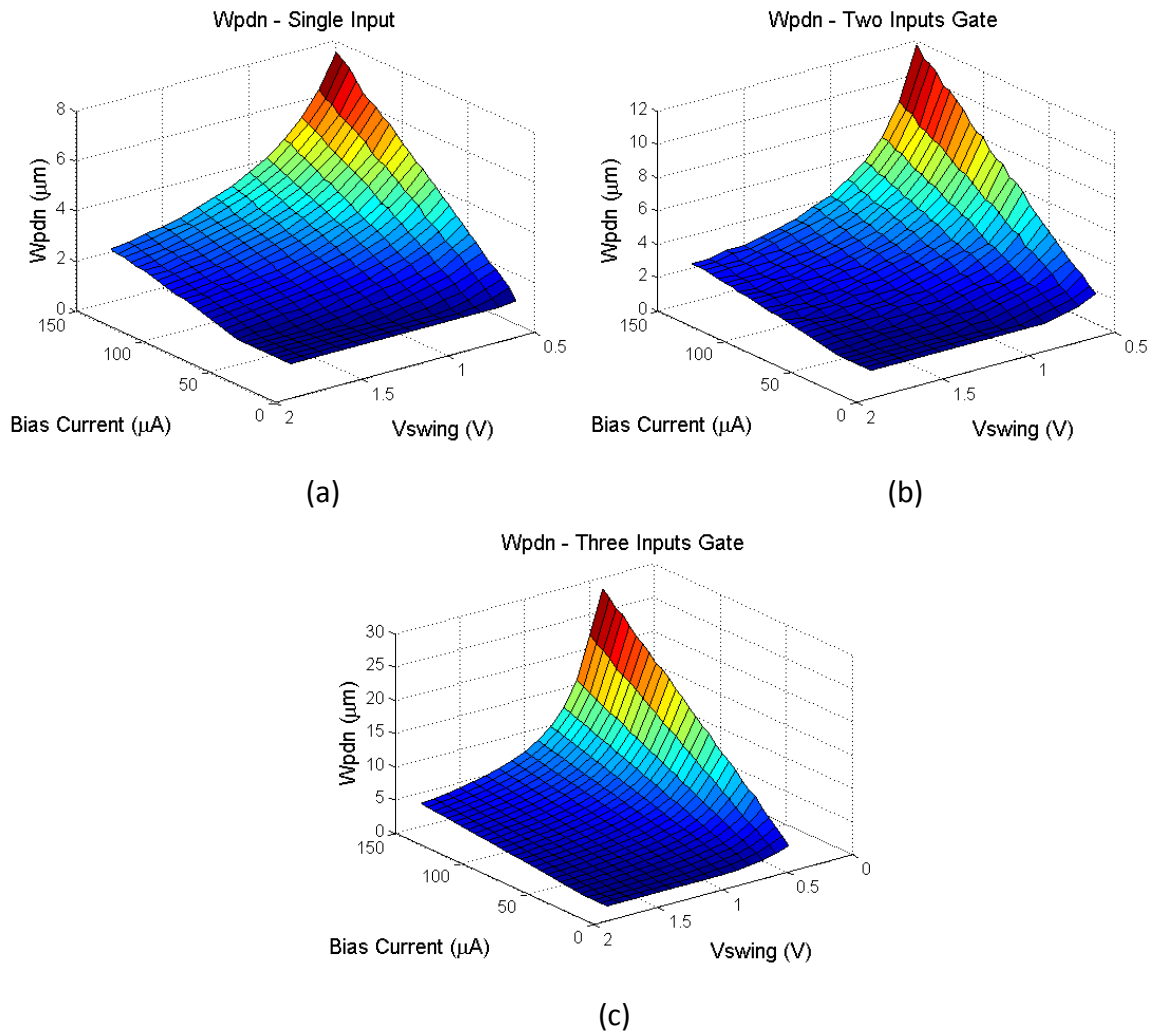 Wpdn - Single Input
Wpdn (μm)
8
6
4
2
0
150
100
50
0
2
1.5
1
0.5
Bias Current (μA)
Vswing (V)
(a)
Wpdn - Two Inputs Gate
Wpdn (μm)
12
10
8
6
4
2
0
150
100
50
0
2
1.5
1
0.5
Bias Current (μA)
Vswing (V)
(b)
Wpdn - Three Inputs Gate
Wpdn (μm)
30
25
20
15
10
5
0
150
100
50
0
2
1.5
1
0.5
0
Bias Current (μA)
Vswing (V)
(c)